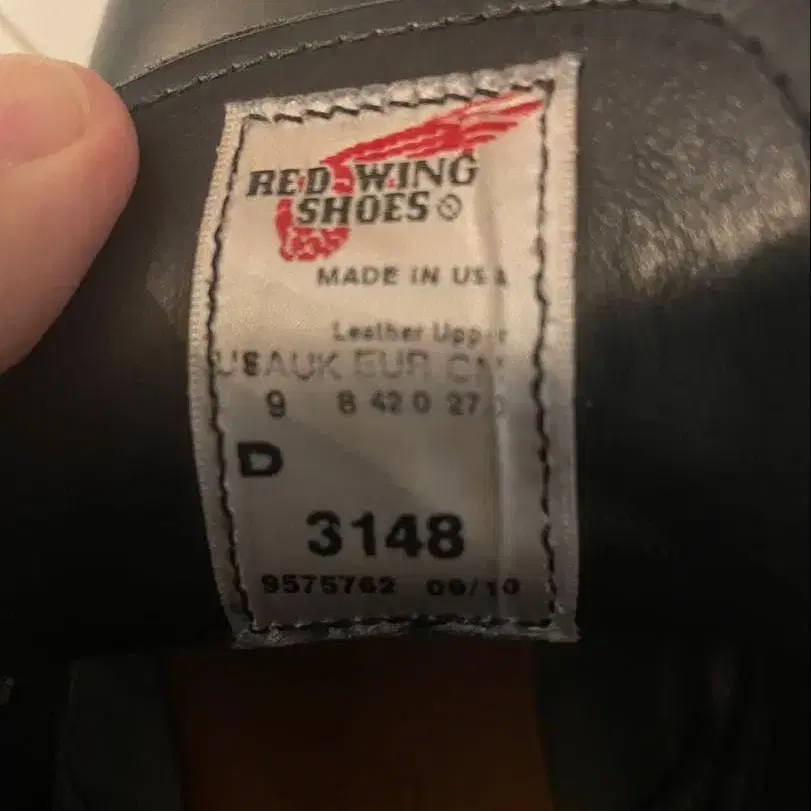 RED WING
SHOES
MADE IN USA
Leather Upper
USA UK EUR CM
9 8 42.0 27.0
D
3148
9575762 09/10